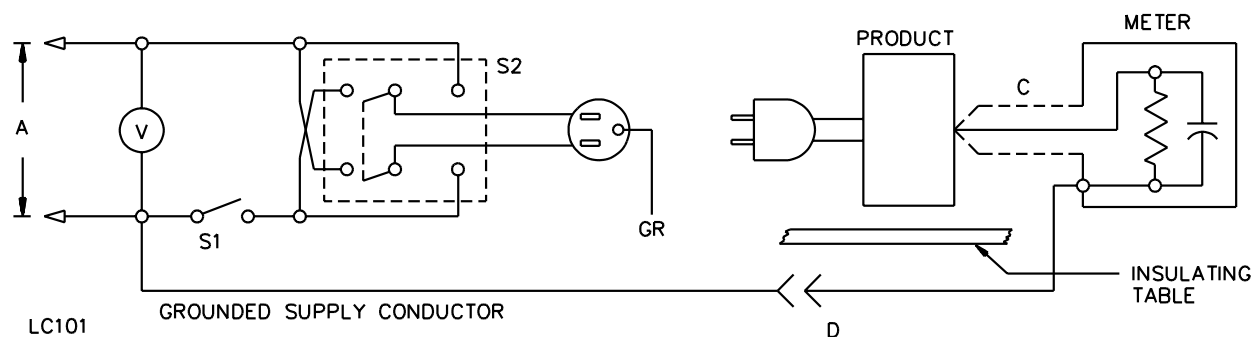 METER
PRODUCT
S2
C
A
V
S1
GR
INSULATING
TABLE
GROUNDED SUPPLY CONDUCTOR
LC101
D